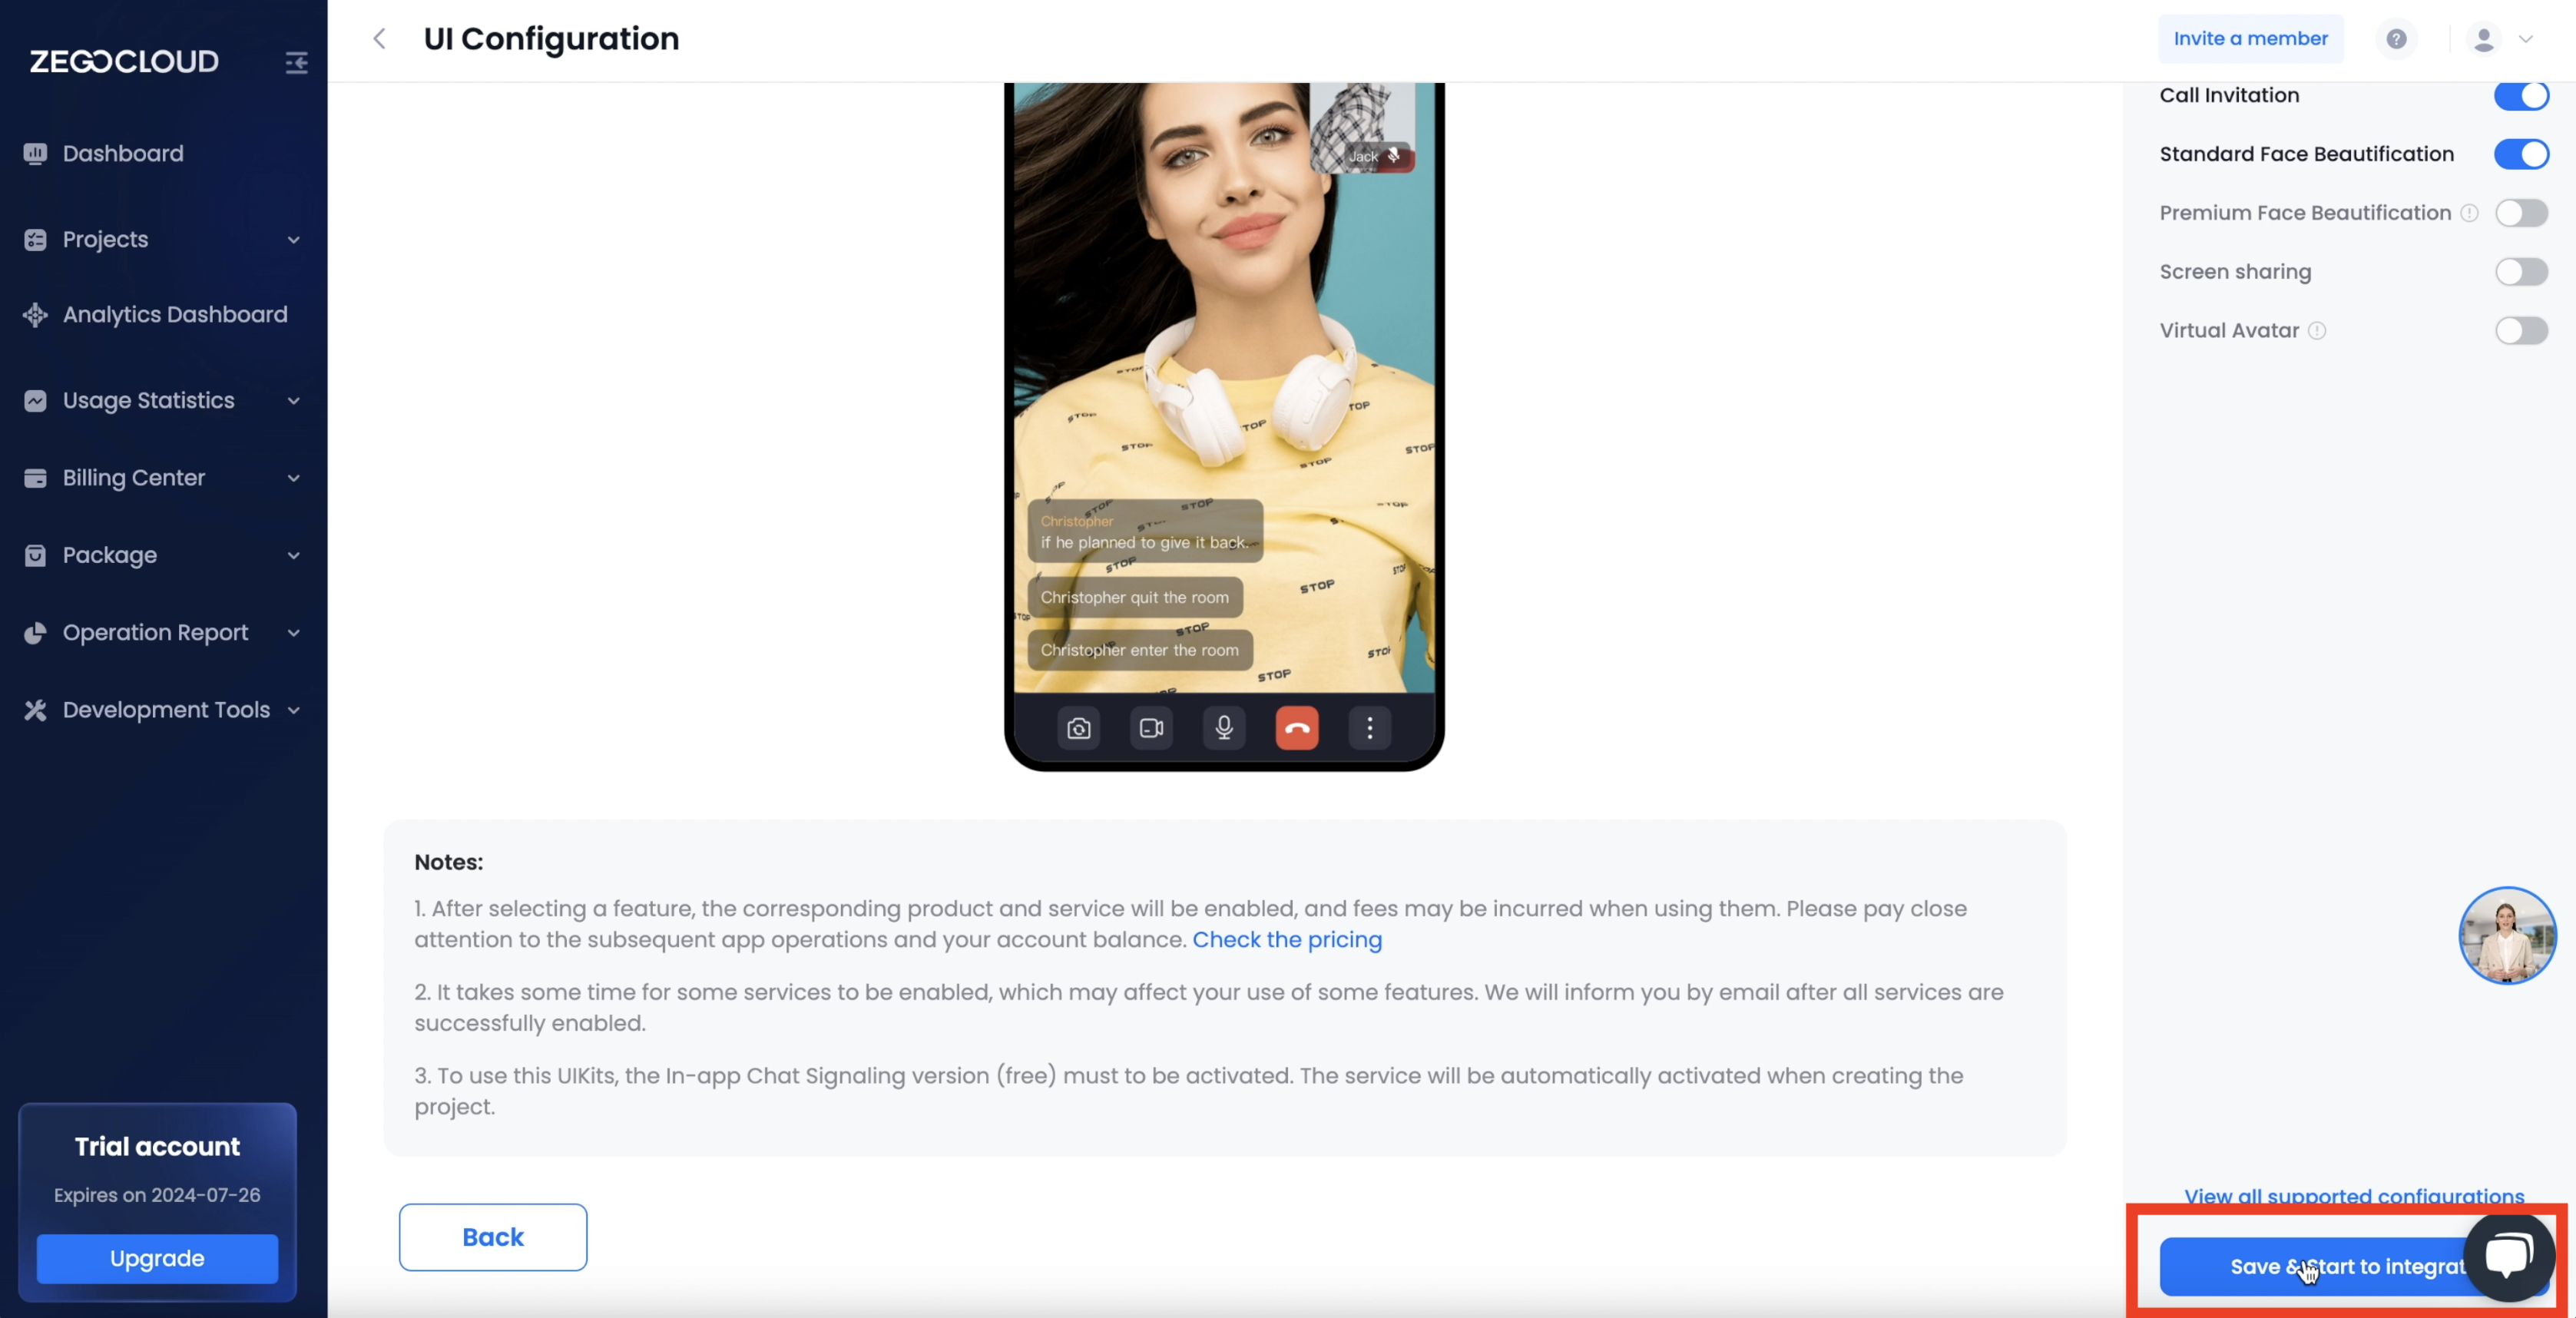 ZEGOCLOUD
UI Configuration
Invite a member
Dashboard
Projects
Analytics Dashboard
Usage Statistics
Billing Center
Package
Operation Report
Development Tools
Trial account
Expires on 2024-07-26
Upgrade
Jack
STOP
STOP
STOP
STOP
Christopher
if he planned to give it back.
Christopher quit the room
Christopher enter the room
Notes:
1. After selecting a feature, the corresponding product and service will be enabled, and fees may be incurred when using them. Please pay close
attention to the subsequent app operations and your account balance. Check the pricing
2. It takes some time for some services to be enabled, which may affect your use of some features. We will inform you by email after all services are
successfully enabled.
3. To use this UIKits, the In-app Chat Signaling version (free) must to be activated. The service will be automatically activated when creating the
project.
Back
Call Invitation
Standard Face Beautification
Premium Face Beautification
Screen sharing
Virtual Avatar
View all supported configurations
Save & Start to integrat